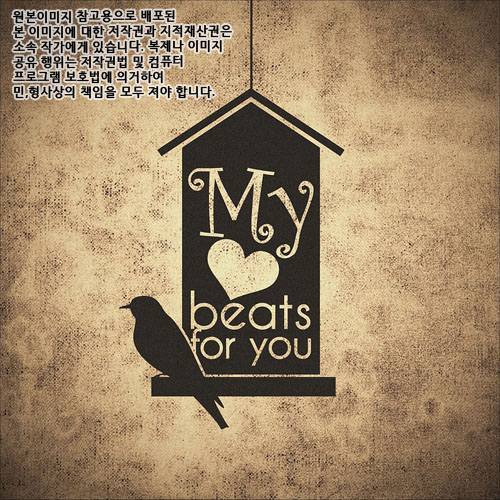 원본이미지 참고용으로 배포된
본 이미지에 대한 저작권과 지적재산권은
소속 작가에게 있습니다. 복제나 이미지
공유 행위는 저작권법 및 컴퓨터
프로그램 보호법에 의거하여
민,형사상의 책임을 모두 져야 합니다.
My
beats
for you